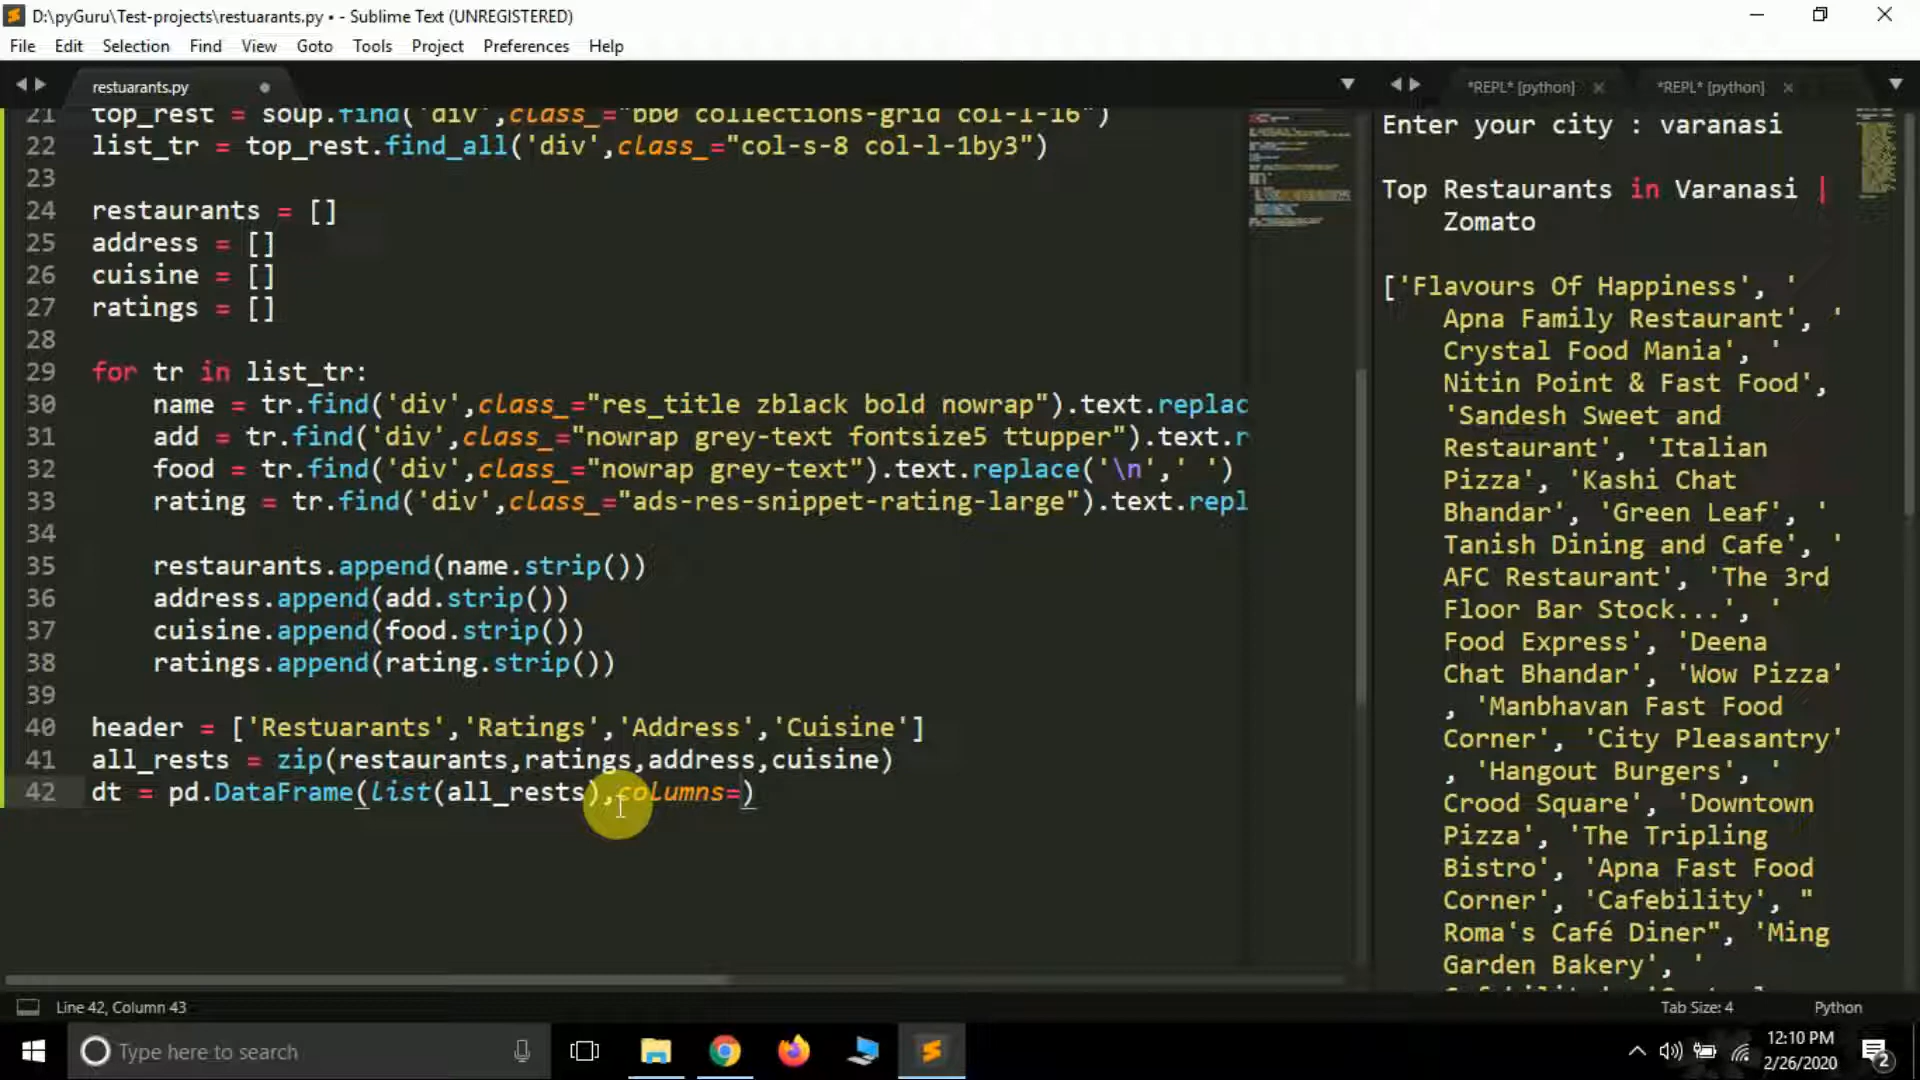 D:\pyGuru\Test-projects\restuarants.py • - Sublime Text (UNREGISTERED)
File Edit Selection Find View Goto Tools Project Preferences Help
restuarants.py
21 top_rest = soup.find('div',class_="bb0 collections-grid col-l-16")
22 list_tr = top_rest.find_all('div',class_="col-s-8 col-l-1by3")
23
24 restaurants = []
25 address = []
26 cuisine = []
27 ratings = []
28
29 for tr in list_tr:
30 name = tr.find('div',class_="res_title zblack bold nowrap").text.replac
31 add = tr.find('div',class_="nowrap grey-text fontsize5 ttupper").text.r
32 food = tr.find('div',class_="nowrap grey-text").text.replace('\n',' ')
33 rating = tr.find('div',class_="ads-res-snippet-rating-large").text.repl
34
35 restaurants.append(name.strip())
36 address.append(add.strip())
37 cuisine.append(food.strip())
38 ratings.append(rating.strip())
39
40 header = ['Restuarants','Ratings','Address','Cuisine']
41 all_rests = zip(restaurants,ratings,address,cuisine)
42 dt = pd.DataFrame(list(all_rests),columns=)
*REPL* [python] *REPL* [python]
Enter your city : varanasi
Top Restaurants in Varanasi |
Zomato
['Flavours Of Happiness', '
Apna Family Restaurant', '
Crystal Food Mania', '
Nitin Point & Fast Food',
'Sandesh Sweet and
Restaurant', 'Italian
Pizza', 'Kashi Chat
Bhandar', 'Green Leaf', '
Tanish Dining and Cafe', '
AFC Restaurant', 'The 3rd
Floor Bar Stock...', '
Food Express', 'Deena
Chat Bhandar', 'Wow Pizza'
, 'Manbhavan Fast Food
Corner', 'City Pleasantry'
, 'Hangout Burgers', '
Crood Square', 'Downtown
Pizza', 'The Tripling
Bistro', 'Apna Fast Food
Corner', 'Cafebility', "
Roma's Café Diner", 'Ming
Garden Bakery', '
Line 42, Column 43
Tab Size: 4
Python
Type here to search
12:10 PM
2/26/2020
2